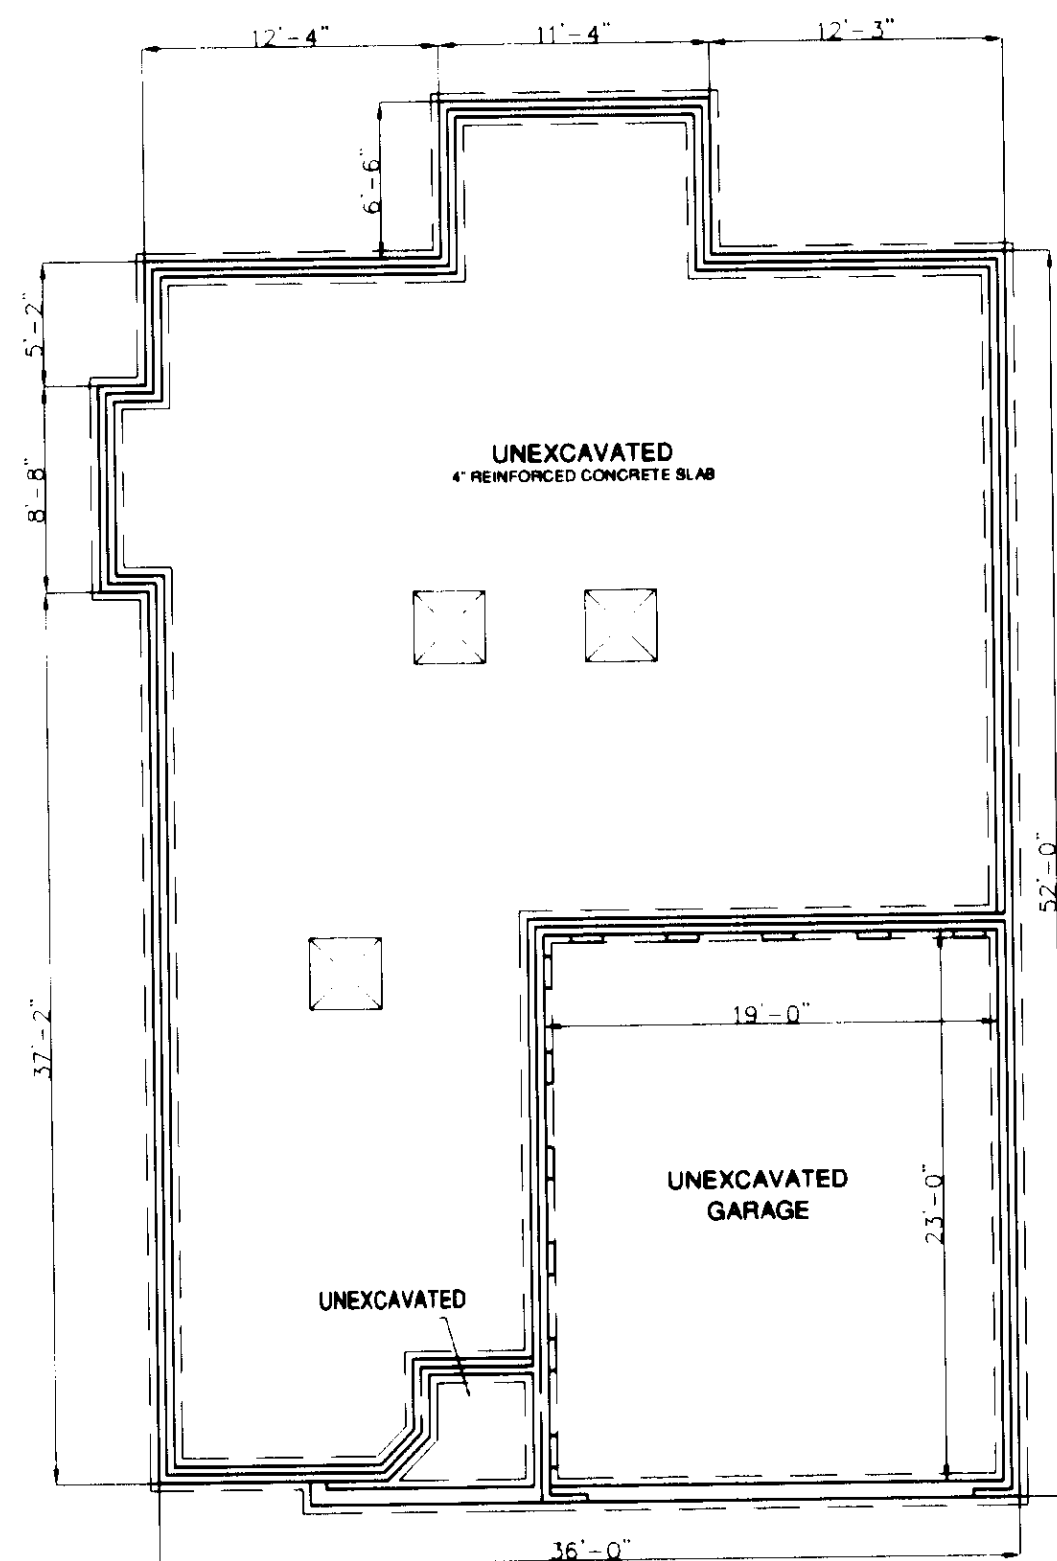 12'-4"
11'-4"
12'-3"
6'-6"
5'-2"
8'-8"
UNEXCAVATED
4" REINFORCED CONCRETE SLAB
52'-0"
37'-2"
19'-0"
UNEXCAVATED
GARAGE
23'-0"
UNEXCAVATED
36'-0"